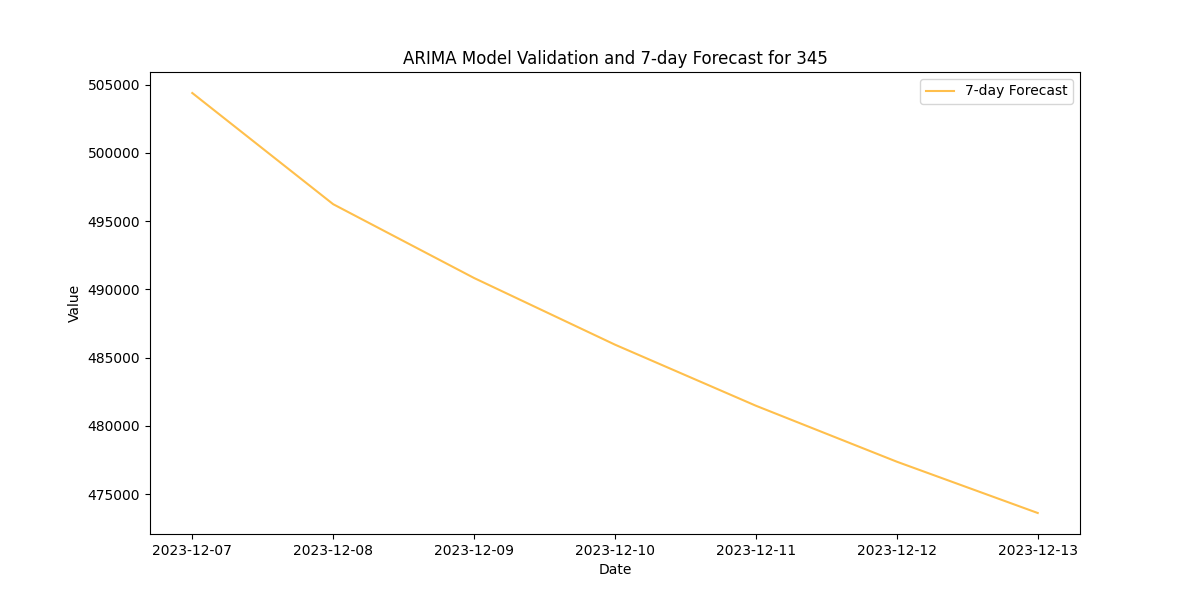 ARIMA Model Validation and 7-day Forecast for 345
7-day Forecast
505000
500000
495000
490000
485000
480000
475000
Value
2023-12-07 2023-12-08 2023-12-09 2023-12-10 2023-12-11 2023-12-12 2023-12-13
Date